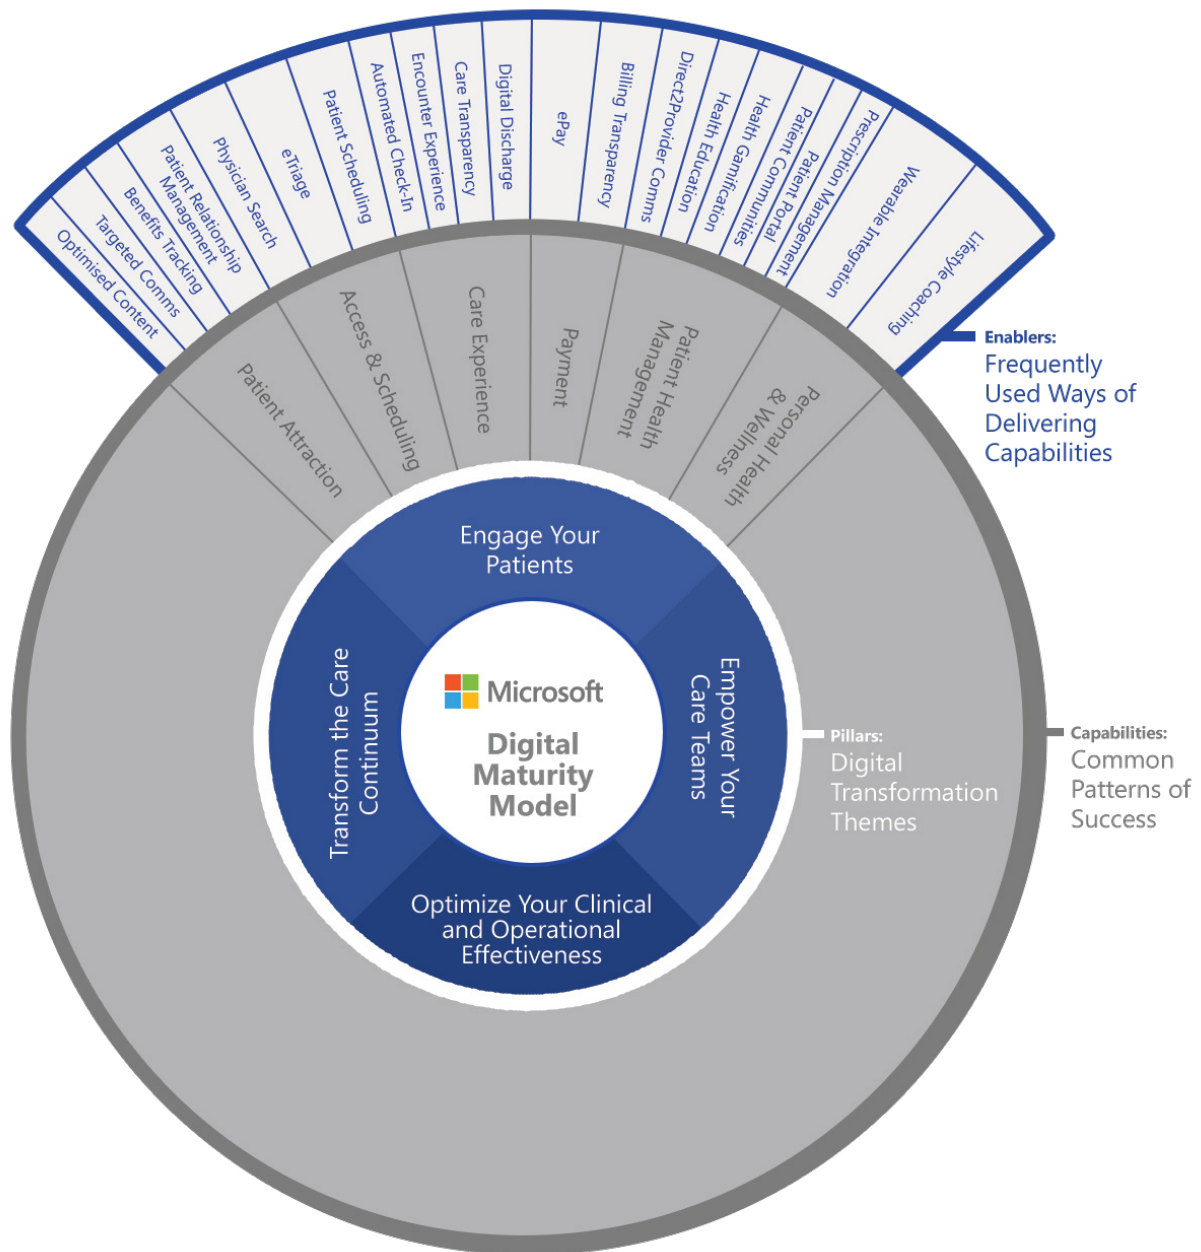 Optimised Content
Targeted Comms
Benefits Tracking
Patient Relationship
Management
Physician Search
eTriage
Patient Scheduling
Automated Check-In
Encounter Experience
Care Transparency
Digital Discharge
ePay
Billing Transparency
Direct2Provider Comms
Health Education
Health Gamification
Patient Communities
Patient Portal
Prescription Management
Wearable Integration
Lifestyle Coaching
Enablers:
Frequently
Used Ways of
Delivering
Capabilities
Patient Attraction
Access & Scheduling
Care Experience
Payment
Patient Health
Management
Personal Health
& Wellness
Engage Your
Patients
Transform the Care
Continuum
Empower Your
Care Teams
Optimize Your Clinical
and Operational
Effectiveness
Microsoft
Digital
Maturity
Model
Pillars:
Digital
Transformation
Themes
Capabilities:
Common
Patterns of
Success